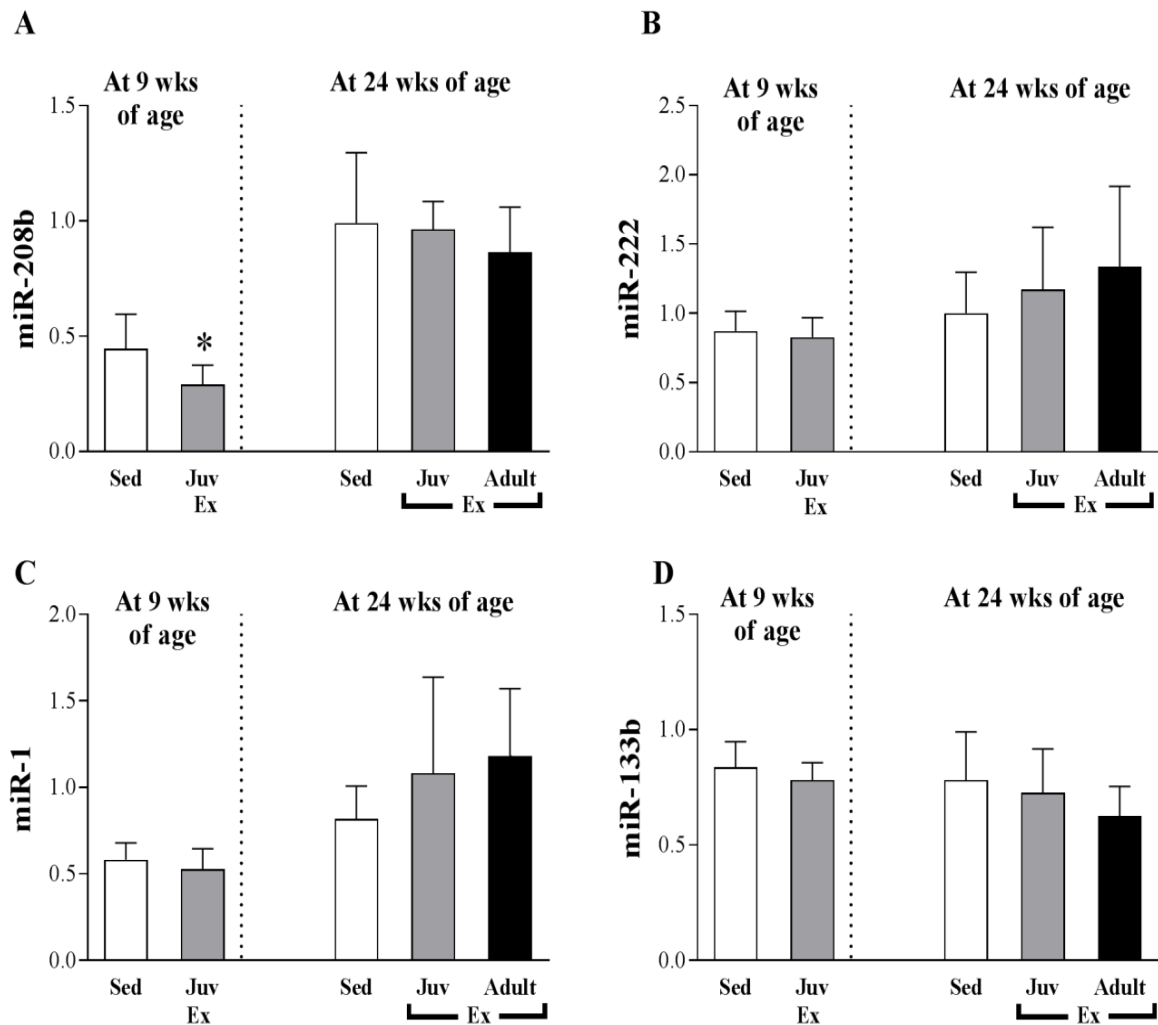 A
At 9 wks
of age
At 24 wks of age
miR-208b
1.5
1.0
0.5
0.0
*
Sed
Juv
Ex
Sed
Juv
Adult
Ex
B
At 9 wks
of age
At 24 wks of age
miR-222
2.5
2.0
1.5
1.0
0.5
0.0
Sed
Juv
Ex
Sed
Juv
Adult
Ex
C
At 9 wks
of age
At 24 wks of age
miR-1
2.0
1.5
1.0
0.5
0.0
Sed
Juv
Ex
Sed
Juv
Adult
Ex
D
At 9 wks
of age
At 24 wks of age
miR-133b
1.5
1.0
0.5
0.0
Sed
Juv
Ex
Sed
Juv
Adult
Ex